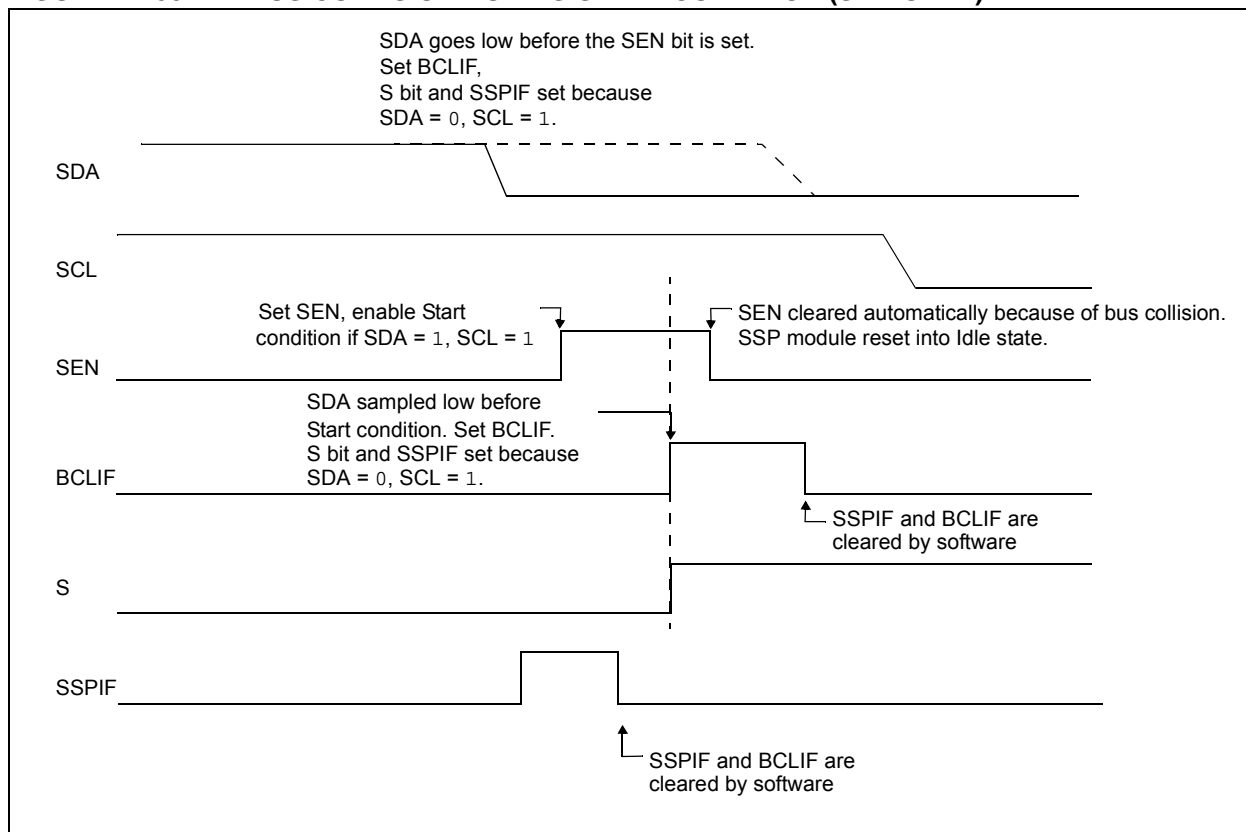 SDA goes low before the SEN bit is set.
Set BCLIF,
S bit and SSPIF set because
SDA = 0, SCL = 1.
SDA
SCL
Set SEN, enable Start
condition if SDA = 1, SCL = 1
SEN cleared automatically because of bus collision.
SSP module reset into Idle state.
SEN
SDA sampled low before
Start condition. Set BCLIF.
S bit and SSPIF set because
SDA = 0, SCL = 1.
BCLIF
SSPIF and BCLIF are
cleared by software
S
SSPIF
SSPIF and BCLIF are
cleared by software